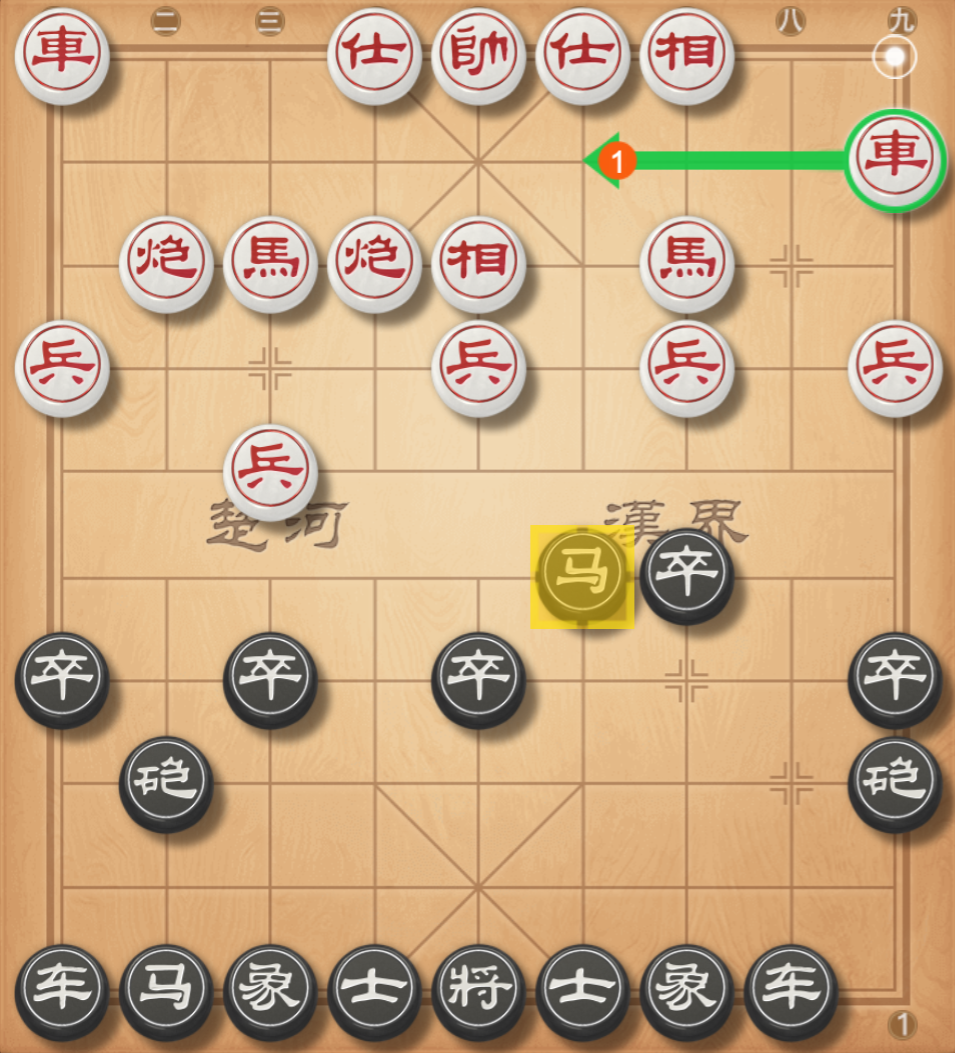 二 三 八 九
車 仕 帥 仕 相
1 車
炮 馬 炮 相 馬
兵 兵 兵 兵
兵
楚河 漢界
马 卒
卒 卒 卒 卒
砲 砲
车 马 象 士 将 士 象 车
1